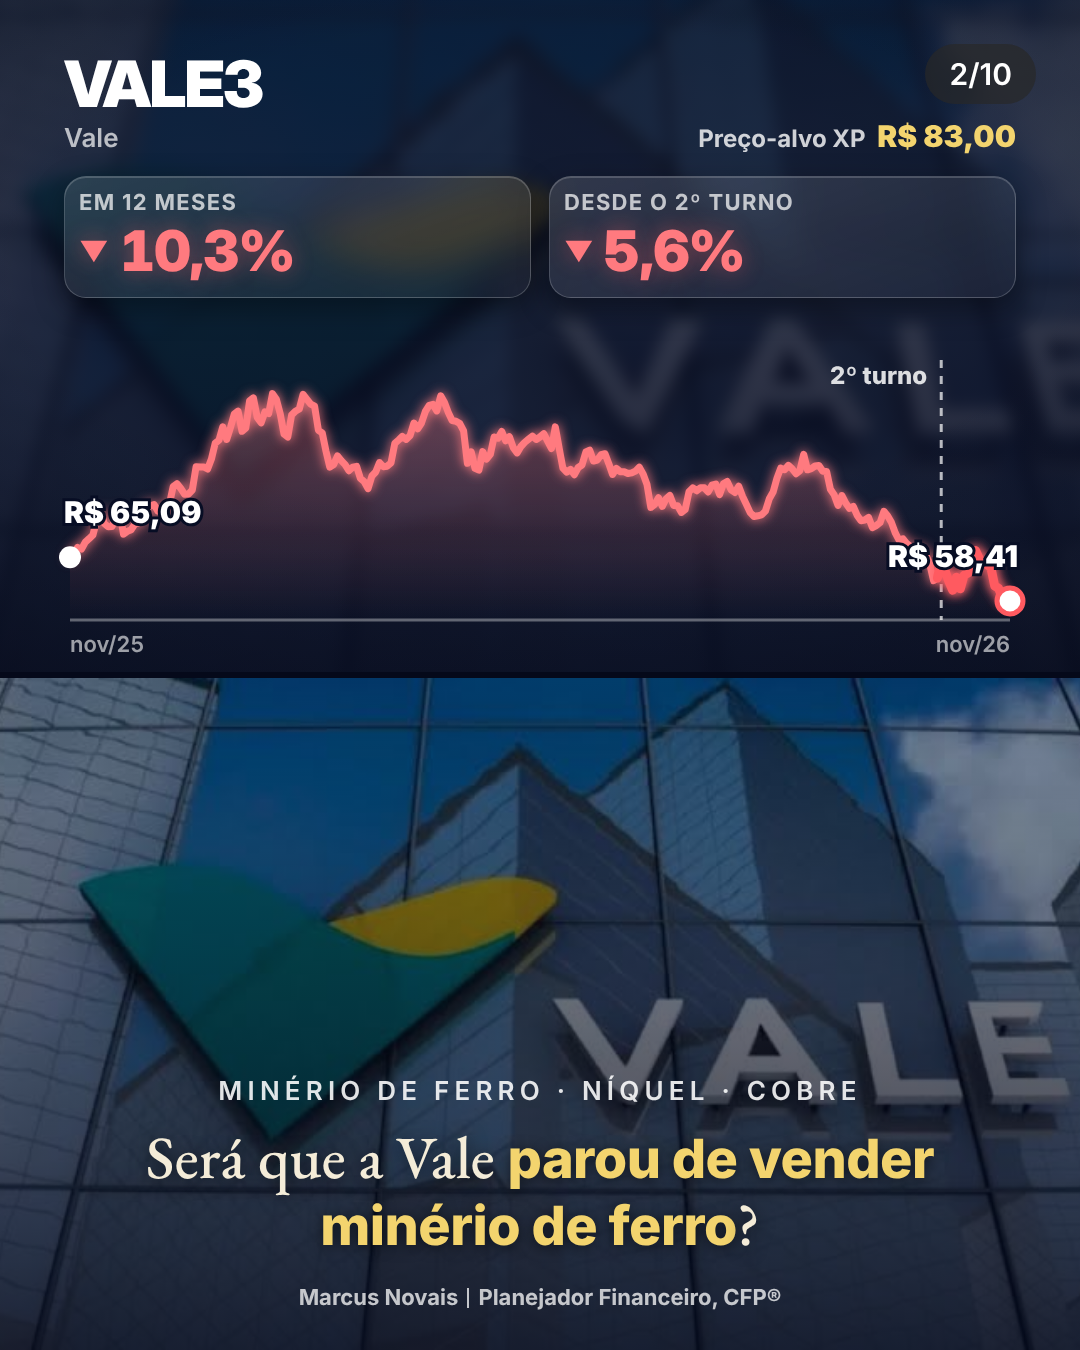 VALE3
2/10
Vale
Preço-alvo XP R$ 83,00
EM 12 MESES
▼ 10,3%
DESDE O 2º TURNO
▼ 5,6%
2º turno
R$ 65,09
R$ 58,41
nov/25
nov/26
VALE
MINÉRIO DE FERRO · NÍQUEL · COBRE
Será que a Vale parou de vender
minério de ferro?
Marcus Novais | Planejador Financeiro, CFP®